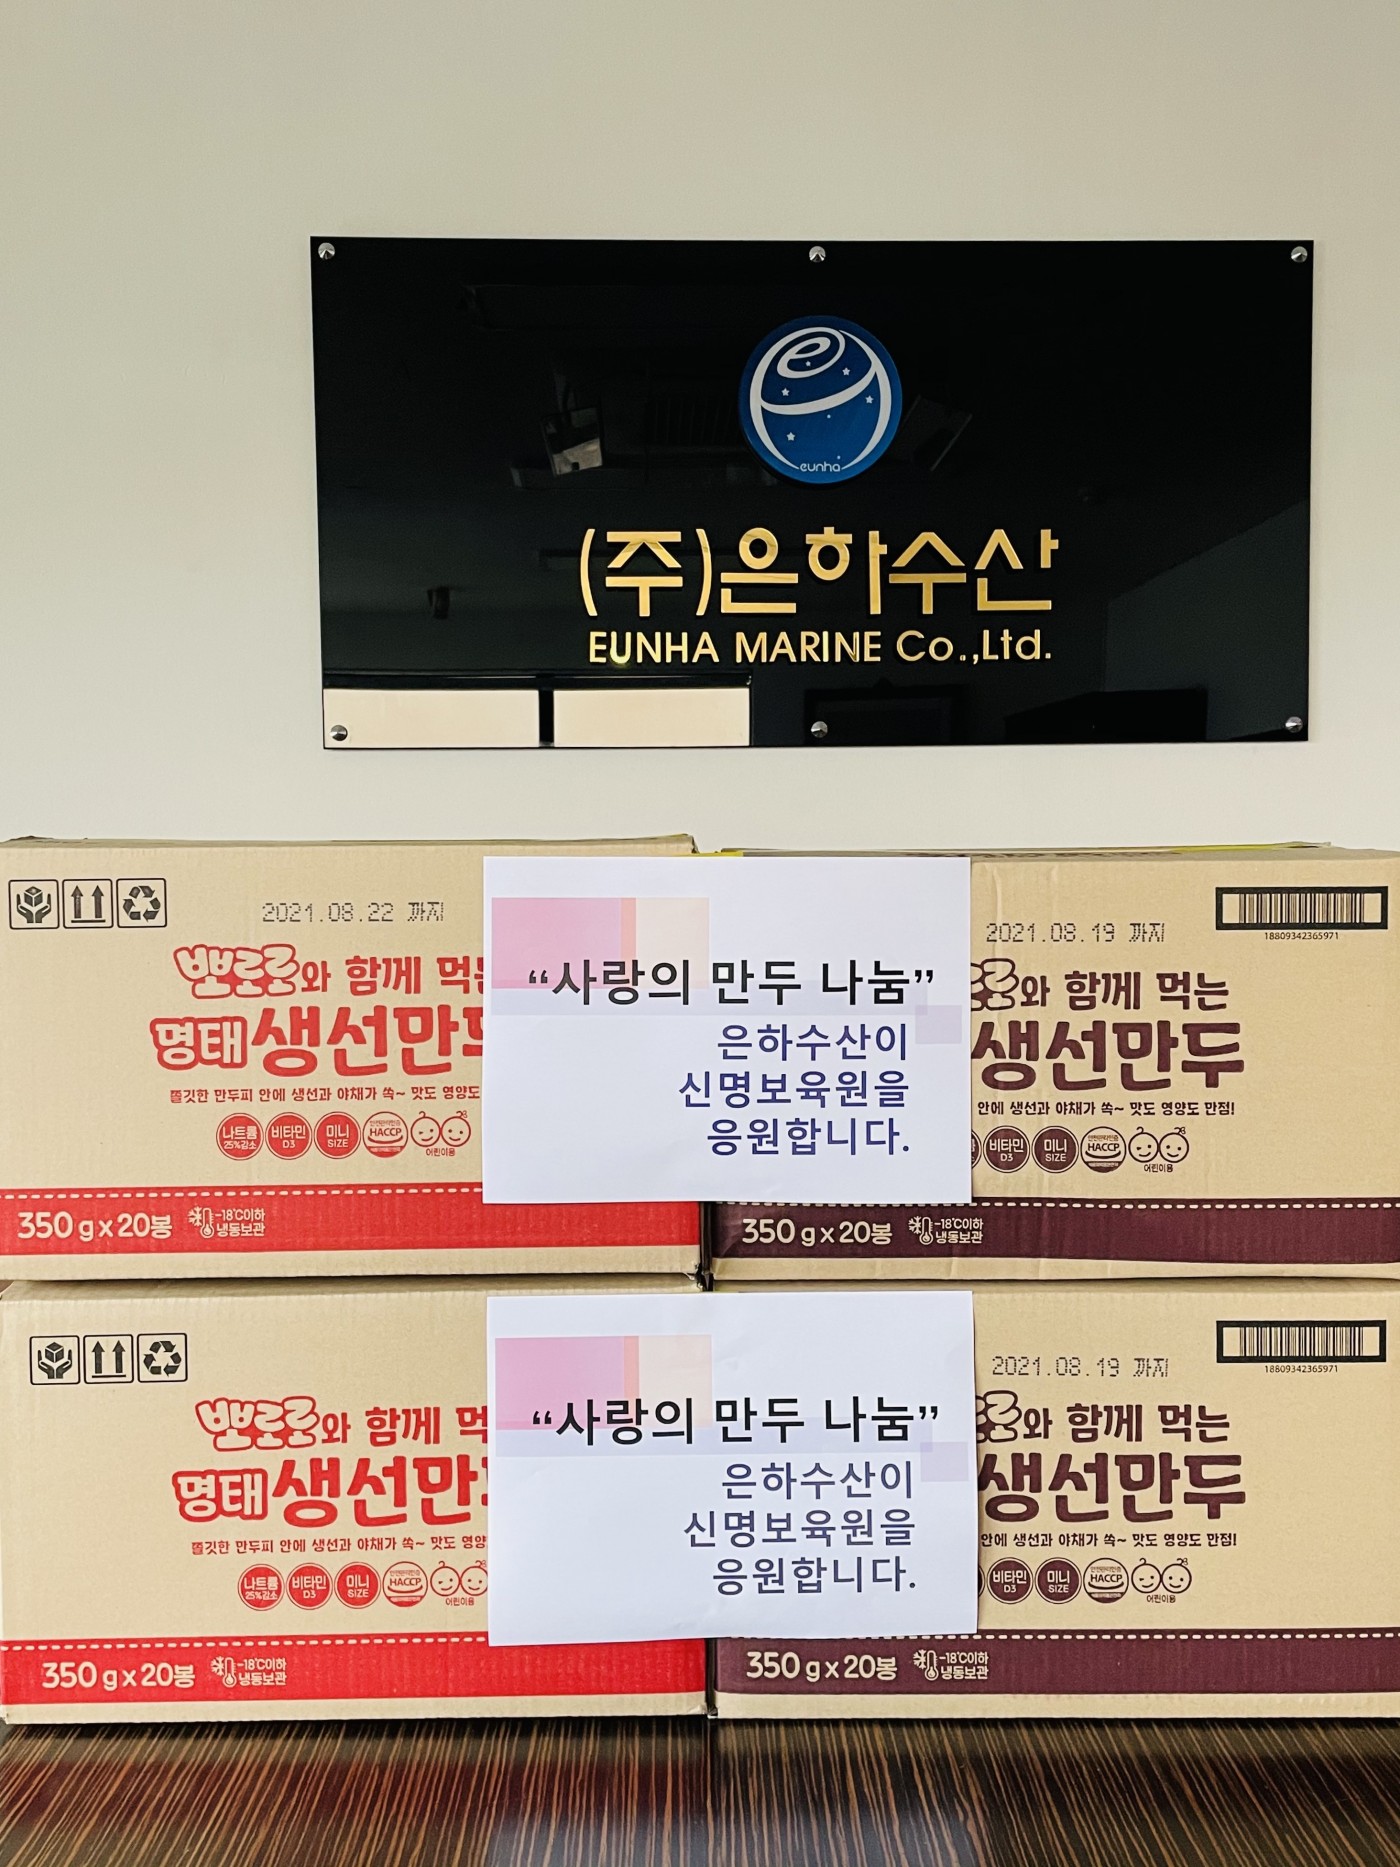 eunha
(주)은하수산
EUNHA MARINE Co.,Ltd.
2021.08.22 까지
뽀로로와 함께
명태 생선만
쫄깃한 만두피 안에 생선과 야채가 쏙~ 맛도 영양도
나트륨 25%감소 비타민 D3 미니 SIZE HACCP 어린이용
350 g x 20봉 -18℃이하 냉동보관
"사랑의 만두 나눔"
은하수산이
신명보육원을
응원합니다.
2021.08.19 까지
18809342365971
로와 함께 먹는
생선만두
안에 생선과 야채가 쏙~ 맛도 영양도 만점!
비타민 D3 미니 SIZE HACCP 어린이용
350 g x 20봉 -18℃이하 냉동보관
뽀로로와 함께
명태 생선만
쫄깃한 만두피 안에 생선과 야채가 쏙~ 맛도 영양
나트륨 25%감소 비타민 D3 미니 SIZE HACCP 어린이용
350 g x 20봉 -18℃이하 냉동보관
"사랑의 만두 나눔"
은하수산이
신명보육원을
응원합니다.
2021.08.19 까지
18809342365971
로와 함께 먹는
생선만두
안에 생선과 야채가 쏙~ 맛도 영양도 만점!
비타민 D3 미니 SIZE HACCP 어린이용
350 g x 20봉 -18℃이하 냉동보관